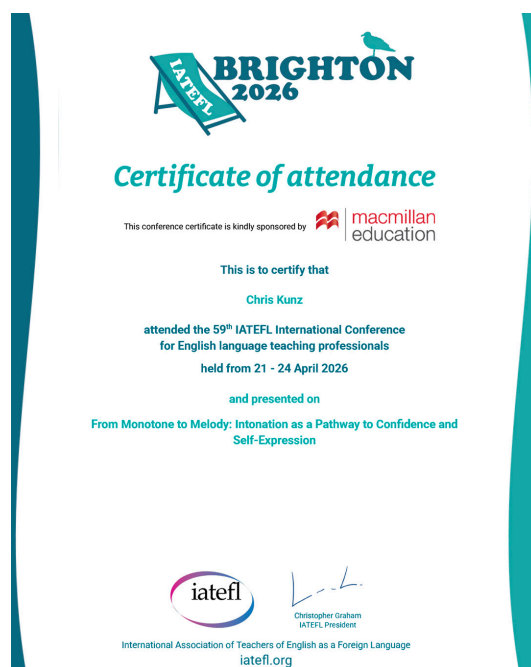 IATEFL
BRIGHTON
2026
Certificate of attendance
This conference certificate is kindly sponsored by
macmillan
education
This is to certify that
Chris Kunz
attended the 59th IATEFL International Conference
for English language teaching professionals
held from 21 - 24 April 2026
and presented on
From Monotone to Melody: Intonation as a Pathway to Confidence and
Self-Expression
iatefl
Christopher Graham
IATEFL President
International Association of Teachers of English as a Foreign Language
iatefl.org